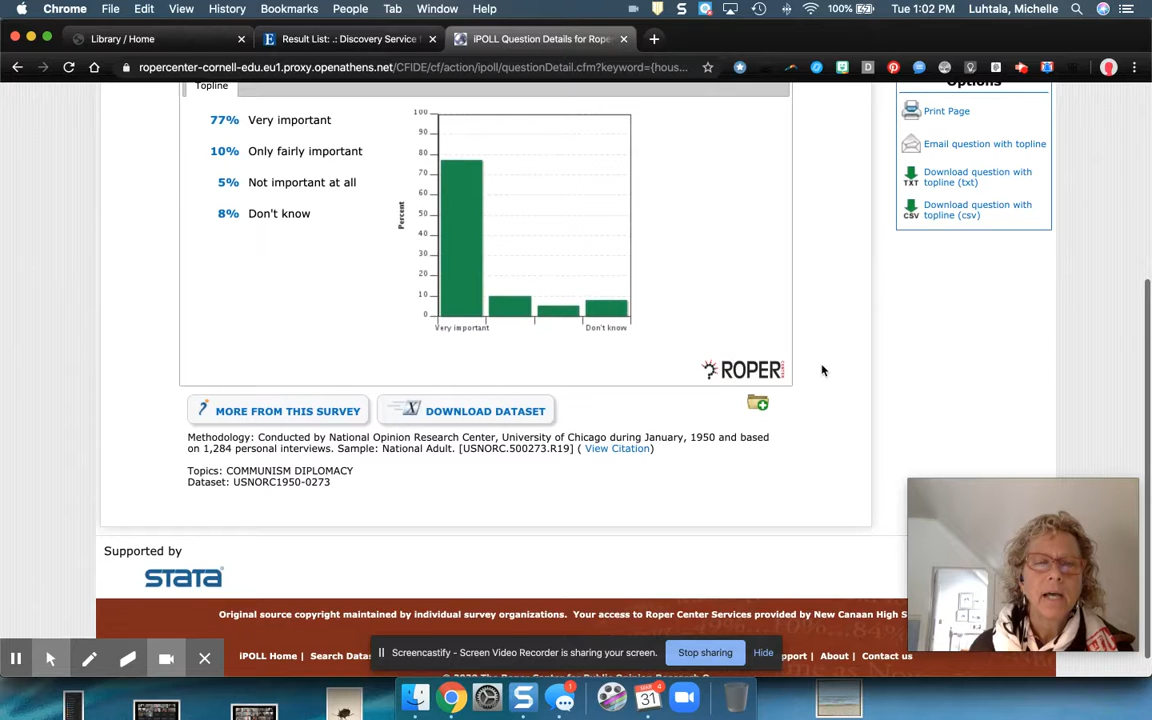 Chrome File Edit View History Bookmarks People Tab Window Help 100% Tue 1:02 PM Luhtala, Michelle
Library / Home
Result List: .: Discovery Service
iPOLL Question Details for Rope
ropercenter-cornell-edu.eu1.proxy.openathens.net/CFIDE/cf/action/ipoll/questionDetail.cfm?keyword={hous...
Topline
Options
77% Very important
10% Only fairly important
5% Not important at all
8% Don't know
100
90
80
70
60
50
40
30
20
10
0
Percent
Very important
Don't know
Print Page
Email question with topline
TXT
Download question with
topline (txt)
CSV
Download question with
topline (csv)
ROPER
MORE FROM THIS SURVEY
DOWNLOAD DATASET
Methodology: Conducted by National Opinion Research Center, University of Chicago during January, 1950 and based
on 1,284 personal interviews. Sample: National Adult. [USNORC.500273.R19] ( View Citation)
Topics: COMMUNISM DIPLOMACY
Dataset: USNORC1950-0273
Supported by
STATA
Original source copyright maintained by individual survey organizations. Your access to Roper Center Services provided by New Canaan High S
iPOLL Home | Search Data
pport | About | Contact us
Screencastify - Screen Video Recorder is sharing your screen.
Stop sharing
Hide
MAR 4
31
1